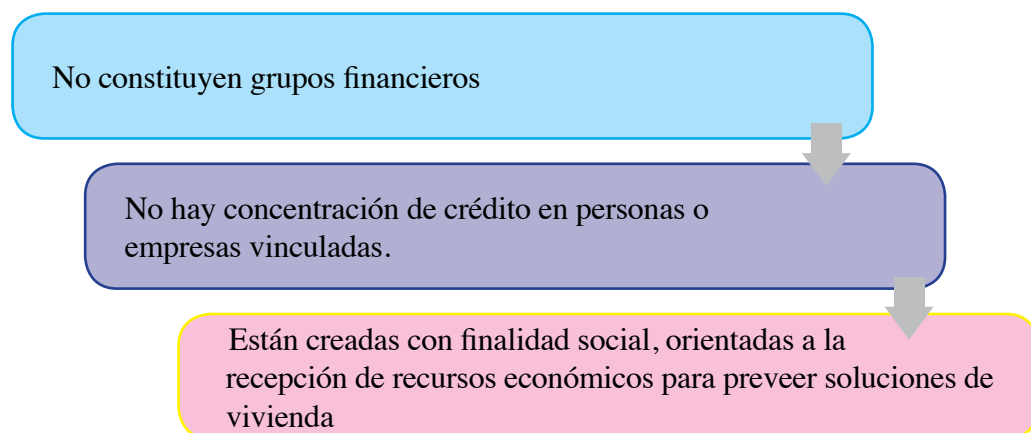 No constituyen grupos financieros
No hay concentración de crédito en personas o
empresas vinculadas.
Están creadas con finalidad social, orientadas a la
recepción de recursos económicos para preveer soluciones de
vivienda